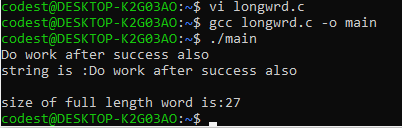 codest@DESKTOP-K2G03AO:~$ vi longwrd.c
codest@DESKTOP-K2G03AO:~$ gcc longwrd.c -o main
codest@DESKTOP-K2G03AO:~$ ./main
Do work after success also
string is :Do work after success also
size of full length word is:27
codest@DESKTOP-K2G03AO:~$